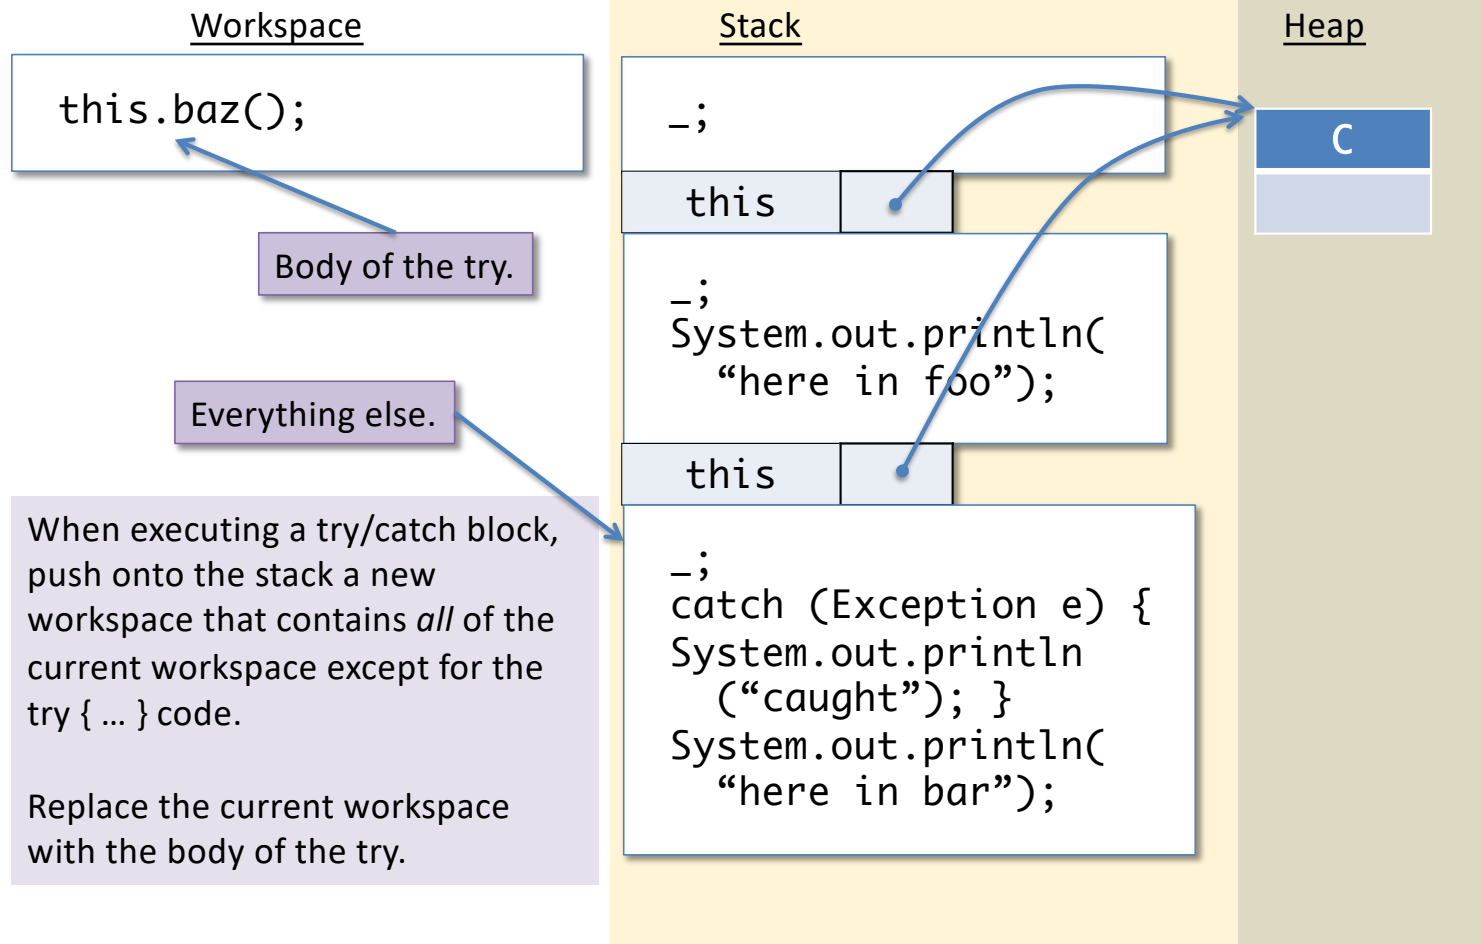 Workspace
Stack
Heap
this.baz();
_;
C
this
Body of the try.
_;
System.out.println(
“here in foo”);
Everything else.
this
When executing a try/catch block,
push onto the stack a new
workspace that contains all of the
current workspace except for the
try { … } code.
Replace the current workspace
with the body of the try.
_;
catch (Exception e) {
System.out.println
(“caught”); }
System.out.println(
“here in bar”);